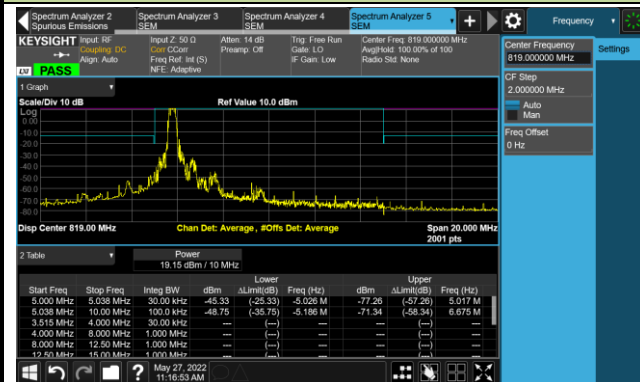 Spectrum Analyzer 2
Spurious Emissions
Spectrum Analyzer 3
SEM
Spectrum Analyzer 4
SEM
Spectrum Analyzer 5
SEM
Frequency
KEYSIGHT
Input: RF
Coupling: DC
Align: Auto
Input Z: 50 Ω
Corr CCorr
Freq Ref: Int (S)
NFE: Adaptive
Atten: 14 dB
Preamp: Off
Trig: Free Run
Gate: LO
IF Gain: Low
Center Freq: 819.000000 MHz
Avg|Hold: 100.00% of 100
Radio Std: None
PASS
Center Frequency
819.000000 MHz
Settings
CF Step
2.000000 MHz
Auto
Man
Freq Offset
0 Hz
1 Graph
Scale/Div 10 dB
Ref Value 10.0 dBm
Log
0.00
-10.0
-20.0
-30.0
-40.0
-50.0
-60.0
-70.0
-80.0
Disp Center 819.00 MHz
Chan Det: Average , #Offs Det: Average
Span 20.000 MHz
2001 pts
2 Table
Power
19.15 dBm / 10 MHz
Lower Upper
Start Freq Stop Freq Integ BW dBm ΔLimit(dB) Freq (Hz) dBm ΔLimit(dB) Freq (Hz)
5.000 MHz 5.038 MHz 30.00 kHz -45.33 (-25.33) -5.026 M -77.26 (-57.26) 5.017 M
5.038 MHz 10.00 MHz 100.0 kHz -48.75 (-35.75) -5.186 M -71.34 (-58.34) 6.675 M
3.515 MHz 4.000 MHz 30.00 kHz --- (---) --- --- (---) ---
4.000 MHz 8.000 MHz 1.000 MHz --- (---) --- --- (---) ---
8.000 MHz 12.50 MHz 1.000 MHz --- (---) --- --- (---) ---
12.50 MHz 15.00 MHz 1.000 MHz --- (---) --- --- (---) ---
May 27, 2022
11:16:53 AM